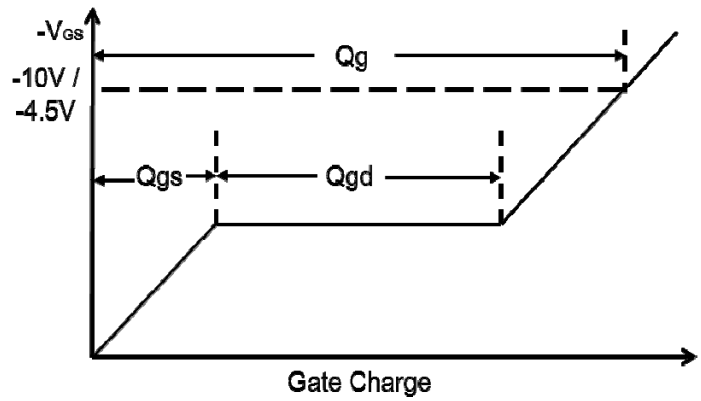 -VGS
Qg
-10V /
-4.5V
Qgs
Qgd
Gate Charge